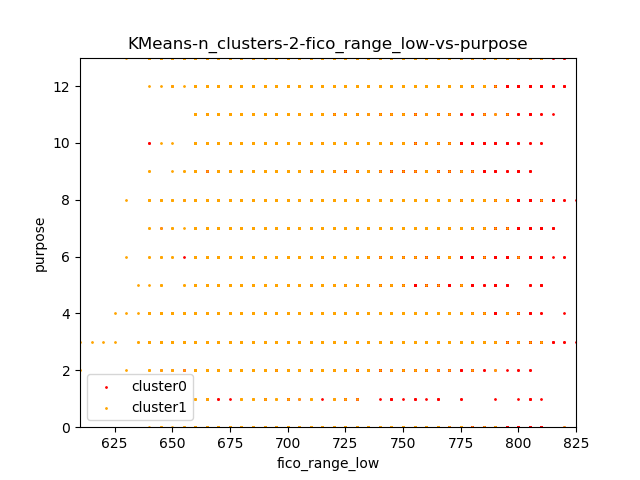 KMeans-n_clusters-2-fico_range_low-vs-purpose
12
10
8
6
4
2
0
purpose
cluster0
cluster1
625 650 675 700 725 750 775 800 825
fico_range_low